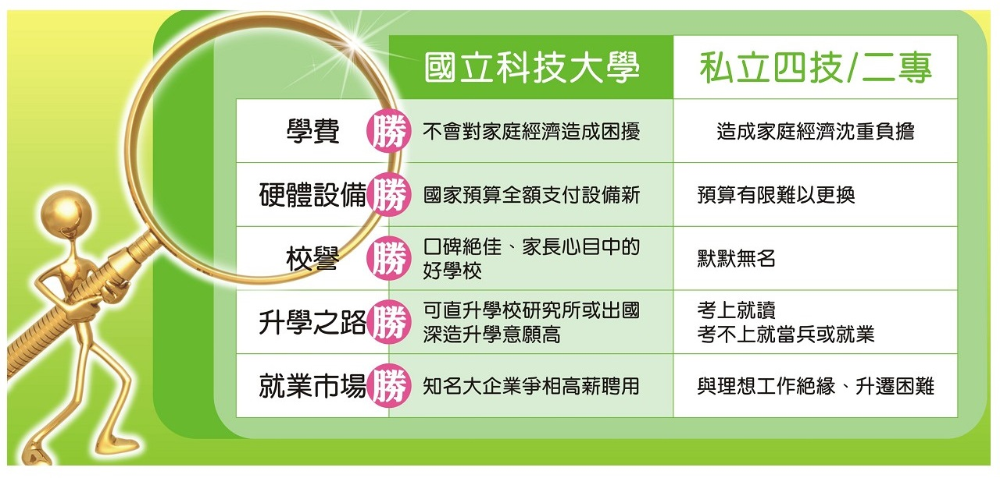 國立科技大學 私立四技/二專
學費 勝 不會對家庭經濟造成困擾 造成家庭經濟沈重負擔
硬體設備 勝 國家預算全額支付設備新 預算有限難以更換
校譽 勝 口碑絕佳、家長心目中的
好學校 默默無名
升學之路 勝 可直升學校研究所或出國
深造升學意願高 考上就讀
考不上就當兵或就業
就業市場 勝 知名大企業爭相高薪聘用 與理想工作絕緣、升遷困難